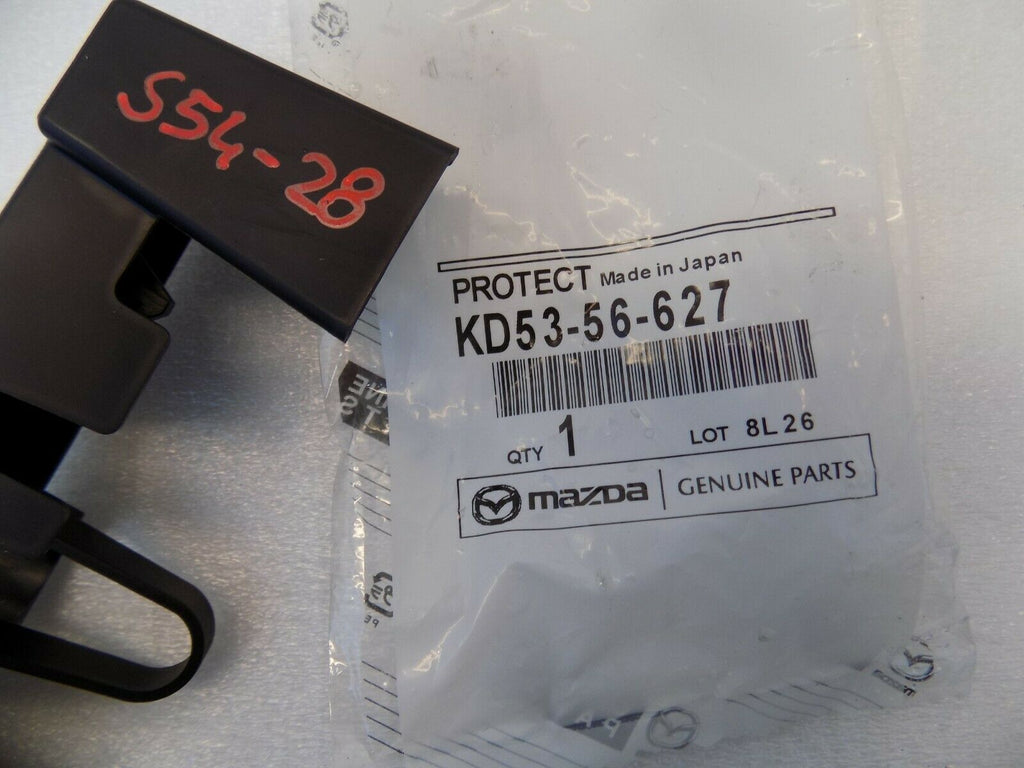 S54-28
PROTECT Made in Japan
KD53-56-627
QTY 1 LOT 8L26
mazda GENUINE PARTS